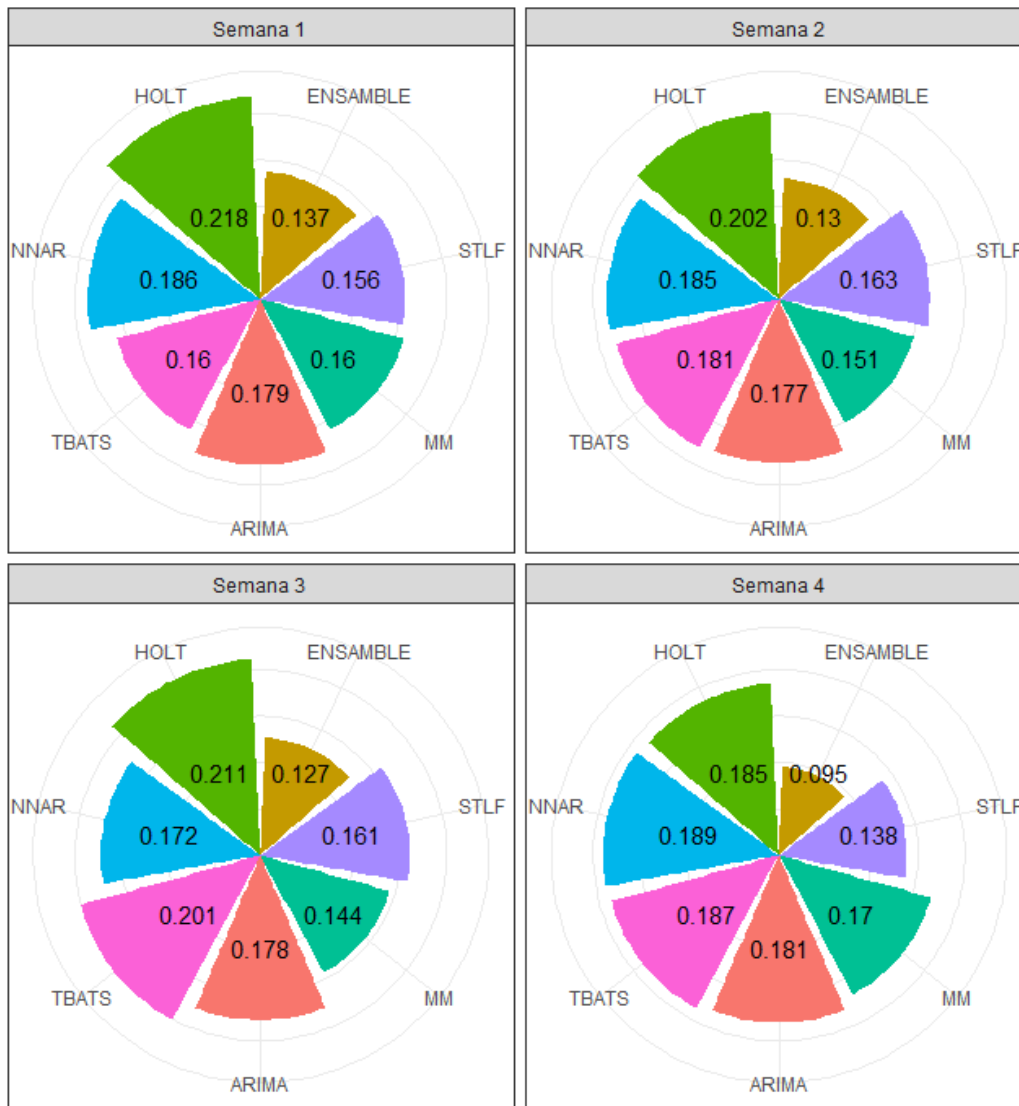 Semana 1
HOLT
ENSAMBLE
0.218
0.137
NNAR
STLF
0.186
0.156
0.16
0.16
0.179
TBATS
MM
ARIMA
Semana 2
HOLT
ENSAMBLE
0.202
0.13
NNAR
STLF
0.185
0.163
0.181
0.151
0.177
TBATS
MM
ARIMA
Semana 3
HOLT
ENSAMBLE
0.211
0.127
NNAR
STLF
0.172
0.161
0.201
0.144
0.178
TBATS
MM
ARIMA
Semana 4
HOLT
ENSAMBLE
0.185
0.095
NNAR
STLF
0.189
0.138
0.187
0.17
0.181
TBATS
MM
ARIMA